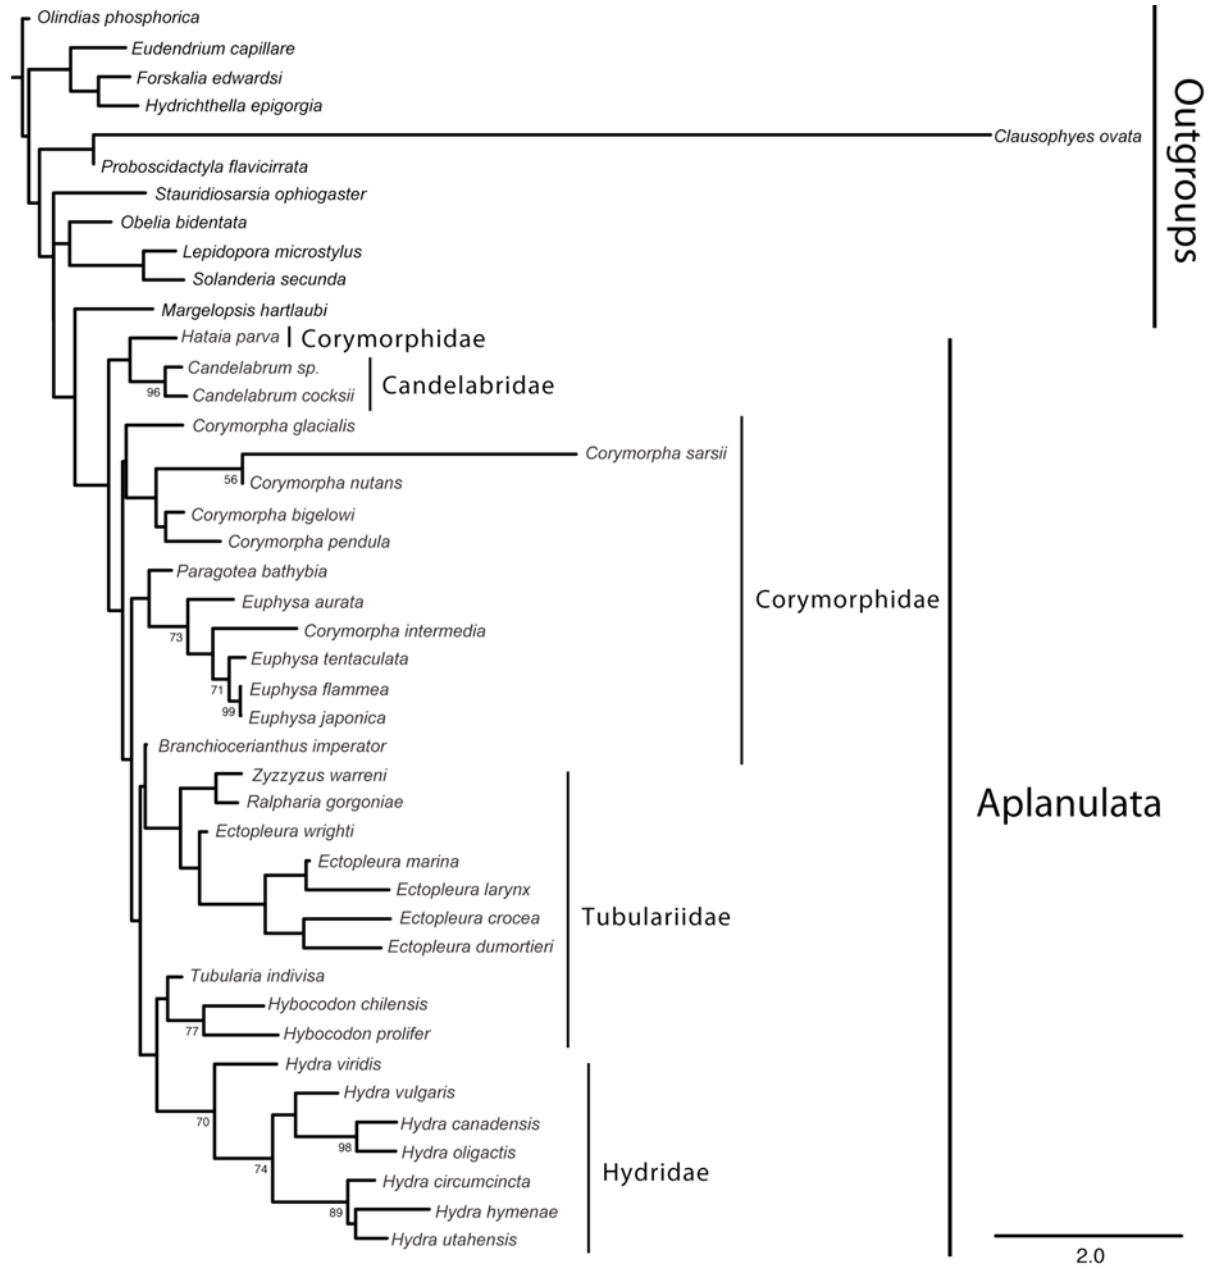 Olindias phosphorica
Eudendrium capillare
Forskalia edwardsi
Hydrichthella epigorgia
Clausophyes ovata
Proboscidactyla flavicirrata
Stauridiosarsia ophiogaster
Obelia bidentata
Lepidopora microstylus
Solanderia secunda
Margelopsis hartlaubi
Outgroups
Hataia parva
Corymorphidae
Candelabrum sp.
96
Candelabrum cocksii
Candelabridae
Corymorpha glacialis
Corymorpha sarsii
56
Corymorpha nutans
Corymorpha bigelowi
Corymorpha pendula
Paragotea bathybia
Euphysa aurata
73
Corymorpha intermedia
Euphysa tentaculata
71
Euphysa flammea
99
Euphysa japonica
Branchiocerianthus imperator
Corymorphidae
Zyzzyzus warreni
Ralpharia gorgoniae
Ectopleura wrighti
Ectopleura marina
Ectopleura larynx
Ectopleura crocea
Ectopleura dumortieri
Tubularia indivisa
Hybocodon chilensis
77
Hybocodon prolifer
Tubulariidae
Aplanulata
Hydra viridis
70
Hydra vulgaris
Hydra canadensis
98
Hydra oligactis
74
Hydra circumcincta
89
Hydra hymenae
Hydra utahensis
Hydridae
2.0